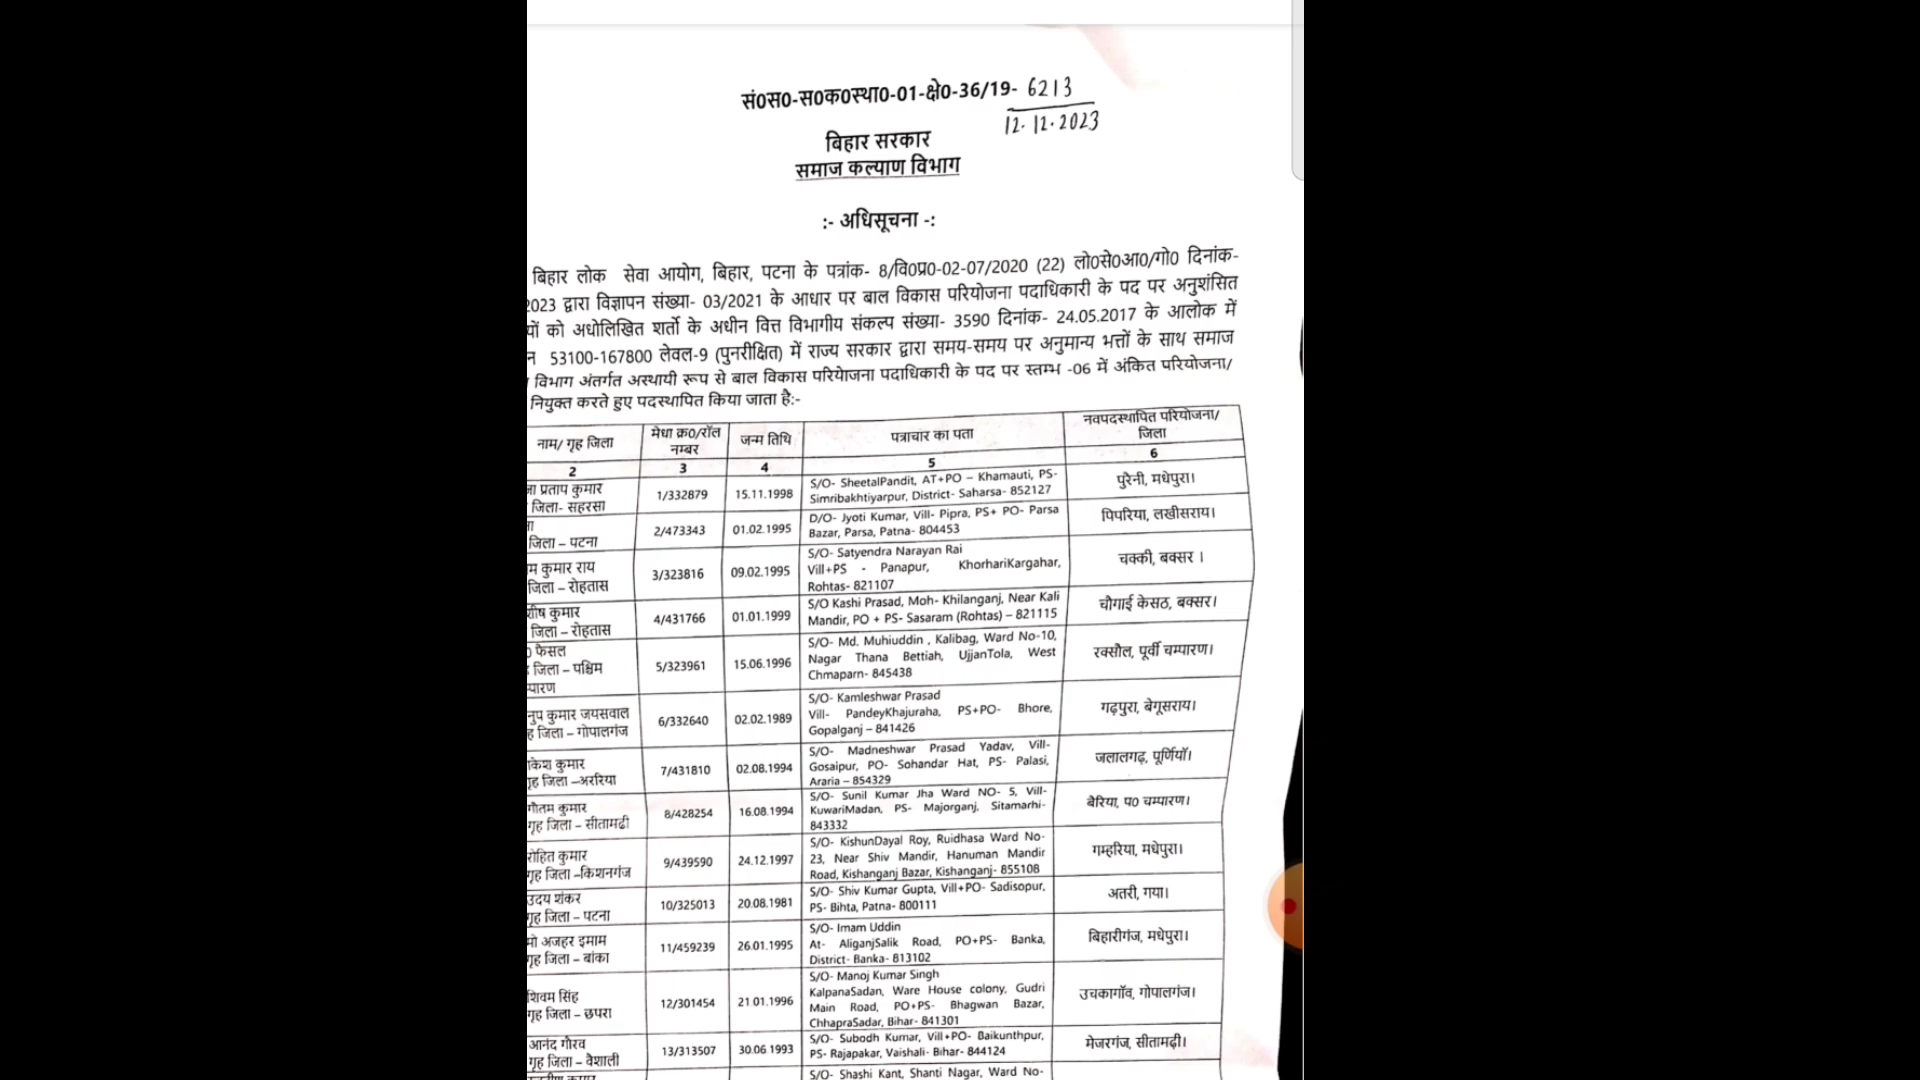 सं0स0-स0क0स्था0-01-क्षे0-36/19- 6213
12.12.2023
बिहार सरकार
समाज कल्याण विभाग
:- अधिसूचना -:
बिहार लोक सेवा आयोग, बिहार, पटना के पत्रांक- 8/वि0प्र0-02-07/2020 (22) लो0से0आ0/गो0 दिनांक-
2023 द्वारा विज्ञापन संख्या- 03/2021 के आधार पर बाल विकास परियोजना पदाधिकारी के पद पर अनुशंसित
को अधोलिखित शर्तो के अधीन वित्त विभागीय संकल्प संख्या- 3590 दिनांक- 24.05.2017 के आलोक में
53100-167800 लेवल-9 (पुनरीक्षित) में राज्य सरकार द्वारा समय-समय पर अनुमान्य भत्तों के साथ समाज
विभाग अंतर्गत अस्थायी रूप से बाल विकास परियोजना पदाधिकारी के पद पर स्तम्भ -06 में अंकित परियोजना/
नियुक्त करते हुए पदस्थापित किया जाता है:-
नाम/ गृह जिला
मेधा क्र0/रॉल
नम्बर
जन्म तिथि
पत्राचार का पता
नवपदस्थापित परियोजना/
जिला
2
3
4
5
6
प्रताप कुमार
जिला- सहरसा
1/332879
15.11.1998
S/O- SheetalPandit, AT+PO – Khamauti, PS-
Simribakhtiyarpur, District- Saharsa- 852127
पुरैनी, मधेपुरा।
जिला – पटना
2/473343
01.02.1995
D/O- Jyoti Kumar, Vill- Pipra, PS+ PO- Parsa
Bazar, Parsa, Patna- 804453
पिपरिया, लखीसराय।
कुमार राय
जिला – रोहतास
3/323816
09.02.1995
S/O- Satyendra Narayan Rai
Vill+PS - Panapur, KhorhariKargahar,
Rohtas- 821107
चक्की, बक्सर ।
कुमार
जिला – रोहतास
4/431766
01.01.1999
S/O Kashi Prasad, Moh- Khilanganj, Near Kali
Mandir, PO + PS- Sasaram (Rohtas) – 821115
चौगाई केसठ, बक्सर।
फैसल
जिला – पश्चिम
5/323961
15.06.1996
S/O- Md. Muhiuddin , Kalibag, Ward No-10,
Nagar Thana Bettiah, UjjanTola, West
Chmaparn- 845438
रक्सौल, पूर्वी चम्पारण।
कुमार जयसवाल
जिला – गोपालगंज
6/332640
02.02.1989
S/O- Kamleshwar Prasad
Vill- PandeyKhajuraha, PS+PO- Bhore,
Gopalganj – 841426
गढ़पुरा, बेगूसराय।
कुमार
जिला –अररिया
7/431810
02.08.1994
S/O- Madneshwar Prasad Yadav, Vill-
Gosaipur, PO- Sohandar Hat, PS- Palasi,
Araria – 854329
जलालगढ़, पूर्णियॉ।
गौतम कुमार
गृह जिला – सीतामढी
8/428254
16.08.1994
S/O- Sunil Kumar Jha Ward NO- 5, Vill-
KuwariMadan, PS- Majorganj, Sitamarhi-
843332
बैरिया, प0 चम्पारण।
रोहित कुमार
गृह जिला –किशनगंज
9/439590
24.12.1997
S/O- KishunDayal Roy, Ruidhasa Ward No-
23, Near Shiv Mandir, Hanuman Mandir
Road, Kishanganj Bazar, Kishanganj- 855108
गम्हरिया, मधेपुरा।
उदय शंकर
गृह जिला – पटना
10/325013
20.08.1981
S/O- Shiv Kumar Gupta, Vill+PO- Sadisopur,
PS- Bihta, Patna- 800111
अतरी, गया।
मो अजहर इमाम
गृह जिला – बांका
11/459239
26.01.1995
S/O- Imam Uddin
At- AliganjSalik Road, PO+PS- Banka,
District- Banka- 813102
बिहारीगंज, मधेपुरा।
शिवम सिंह
गृह जिला – छपरा
12/301454
21.01.1996
S/O- Manoj Kumar Singh
KalpanaSadan, Ware House colony, Gudri
Main Road, PO+PS- Bhagwan Bazar,
ChhapraSadar, Bihar- 841301
उचकागॉव, गोपालगंज।
आनंद गौरव
गृह जिला – वैशाली
13/313507
30.06.1993
S/O- Subodh Kumar, Vill+PO- Baikunthpur,
PS- Rajapakar, Vaishali- Bihar- 844124
मेजरगंज, सीतामढ़ी।
S/O- Shashi Kant, Shanti Nagar, Ward No-